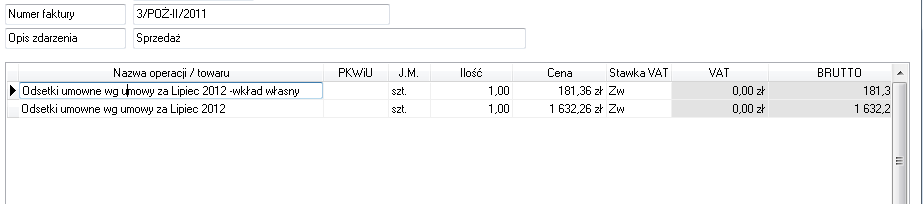 Numer faktury 3/POŻ-II/2011
Opis zdarzenia Sprzedaż
Nazwa operacji / towaru PKWiU J.M. Ilość Cena Stawka VAT VAT BRUTTO
Odsetki umowne wg umowy za Lipiec 2012 -wkład własny szt. 1,00 181,36 zł Zw 0,00 zł 181,3
Odsetki umowne wg umowy za Lipiec 2012 szt. 1,00 1 632,26 zł Zw 0,00 zł 1 632,2